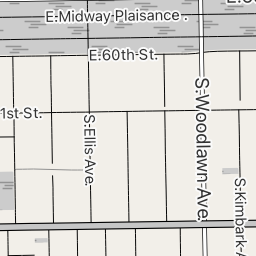 E.Midway Plaisance.
E.60th St.
1st St.
S.Ellis Ave.
S.Woodlawn Ave.
S.Kimbark